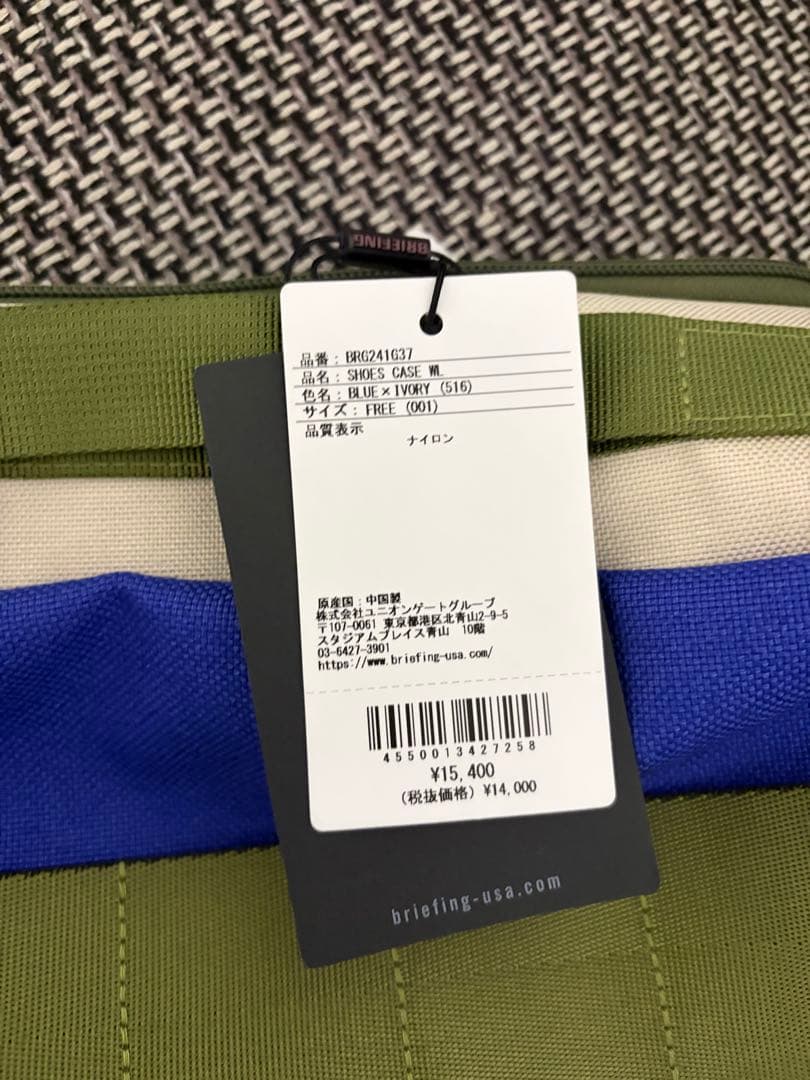 BRIEFING
品番：BRG241G37
品名：SHOES CASE WL
色名：BLUE×IVORY (516)
サイズ：FREE (001)
品質表示
ナイロン
原産国：中国製
株式会社ユニオンゲートグループ
〒107-0061 東京都港区北青山2-9-5
スタジアムプレイス青山 10階
03-6427-3901
https://www.briefing-usa.com/
4550013427258
¥15,400
(税抜価格) ¥14,000
briefing-usa.com